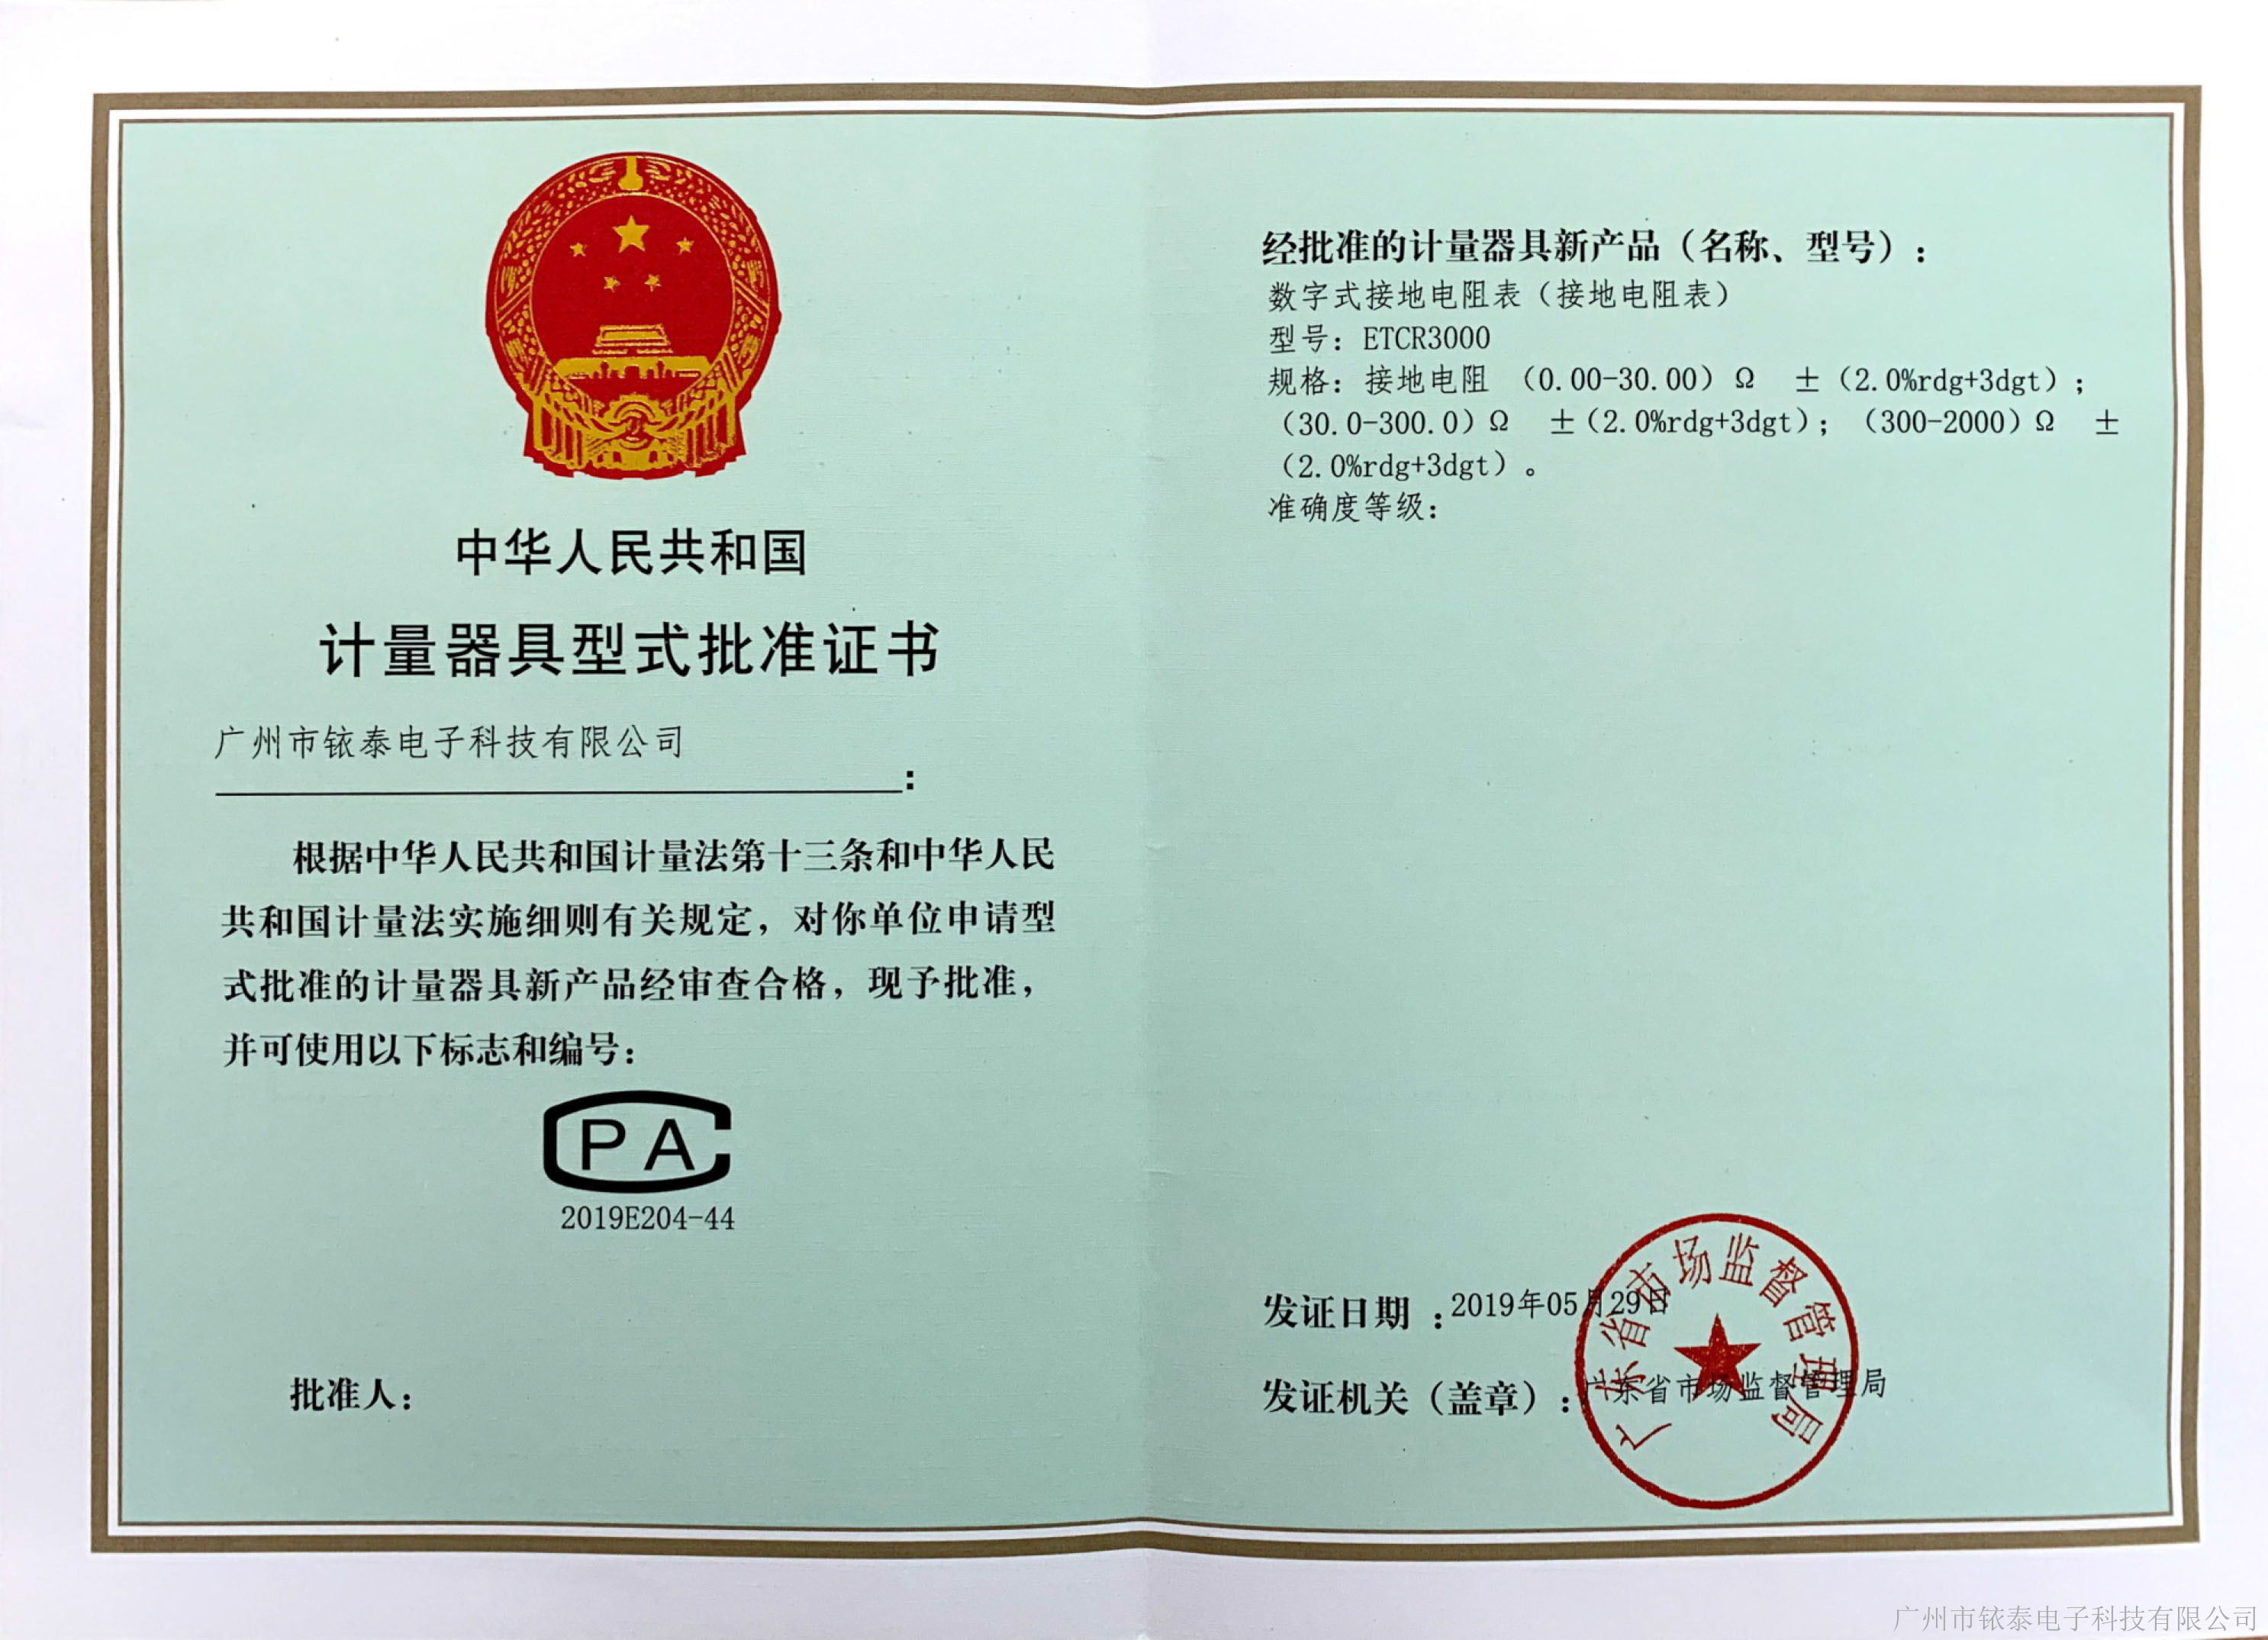 中华人民共和国
计量器具型式批准证书
广州市铱泰电子科技有限公司
:
根据中华人民共和国计量法第十三条和中华人民
共和国计量法实施细则有关规定，对你单位申请型
式批准的计量器具新产品经审查合格，现予批准，
并可使用以下标志和编号：
CPA
2019E204-44
批准人：
经批准的计量器具新产品（名称、型号）：
数字式接地电阻表（接地电阻表）
型号：ETCR3000
规格：接地电阻 （0.00-30.00）Ω ±（2.0%rdg+3dgt）；
（30.0-300.0）Ω ±（2.0%rdg+3dgt）；（300-2000）Ω ±
（2.0%rdg+3dgt）。
准确度等级：
发证日期 ：2019年05月29日
发证机关（盖章）：广东省市场监督管理局
广东省市场监督管理局
广州市铱泰电子科技有限公司